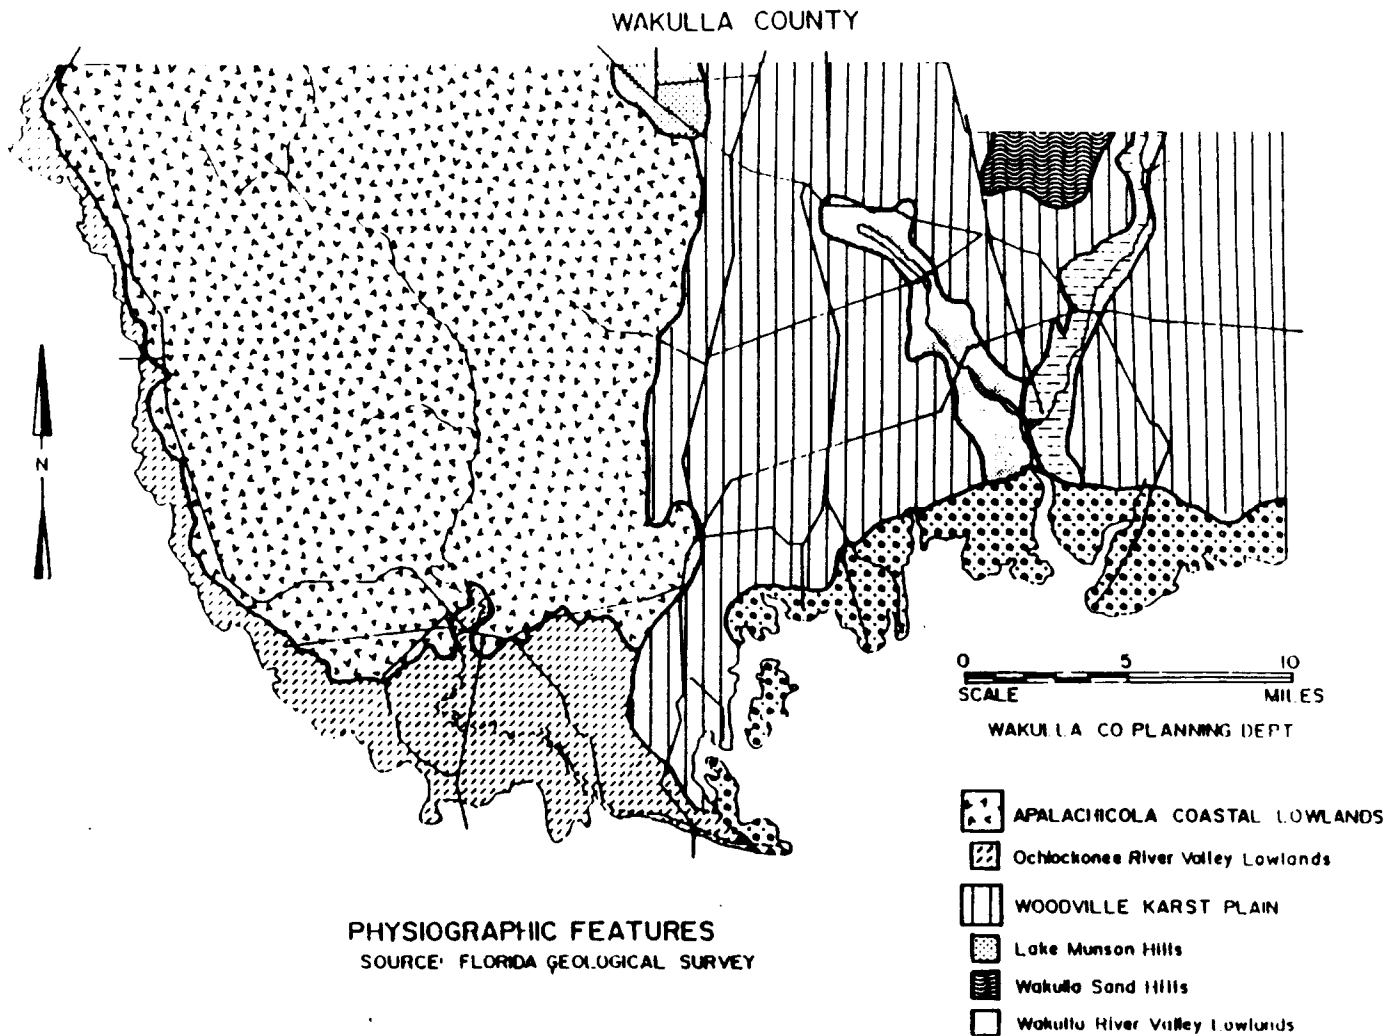 WAKULLA COUNTY
N
0 5 10
SCALE MILES
WAKULLA CO PLANNING DEPT
APALACHICOLA COASTAL LOWLANDS
Ochlockonee River Valley Lowlands
WOODVILLE KARST PLAIN
Lake Munson Hills
Wakulla Sand Hills
Wakulla River Valley Lowlands
PHYSIOGRAPHIC FEATURES
SOURCE: FLORIDA GEOLOGICAL SURVEY